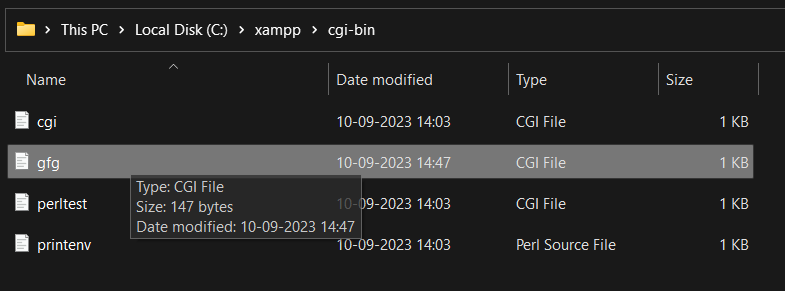 This PC > Local Disk (C:) > xampp > cgi-bin
Name Date modified Type Size
cgi 10-09-2023 14:03 CGI File 1 KB
gfg 10-09-2023 14:47 CGI File 1 KB
perltest 10-09-2023 14:03 CGI File 1 KB
Type: CGI File
Size: 147 bytes
Date modified: 10-09-2023 14:47
printenv 10-09-2023 14:03 Perl Source File 1 KB